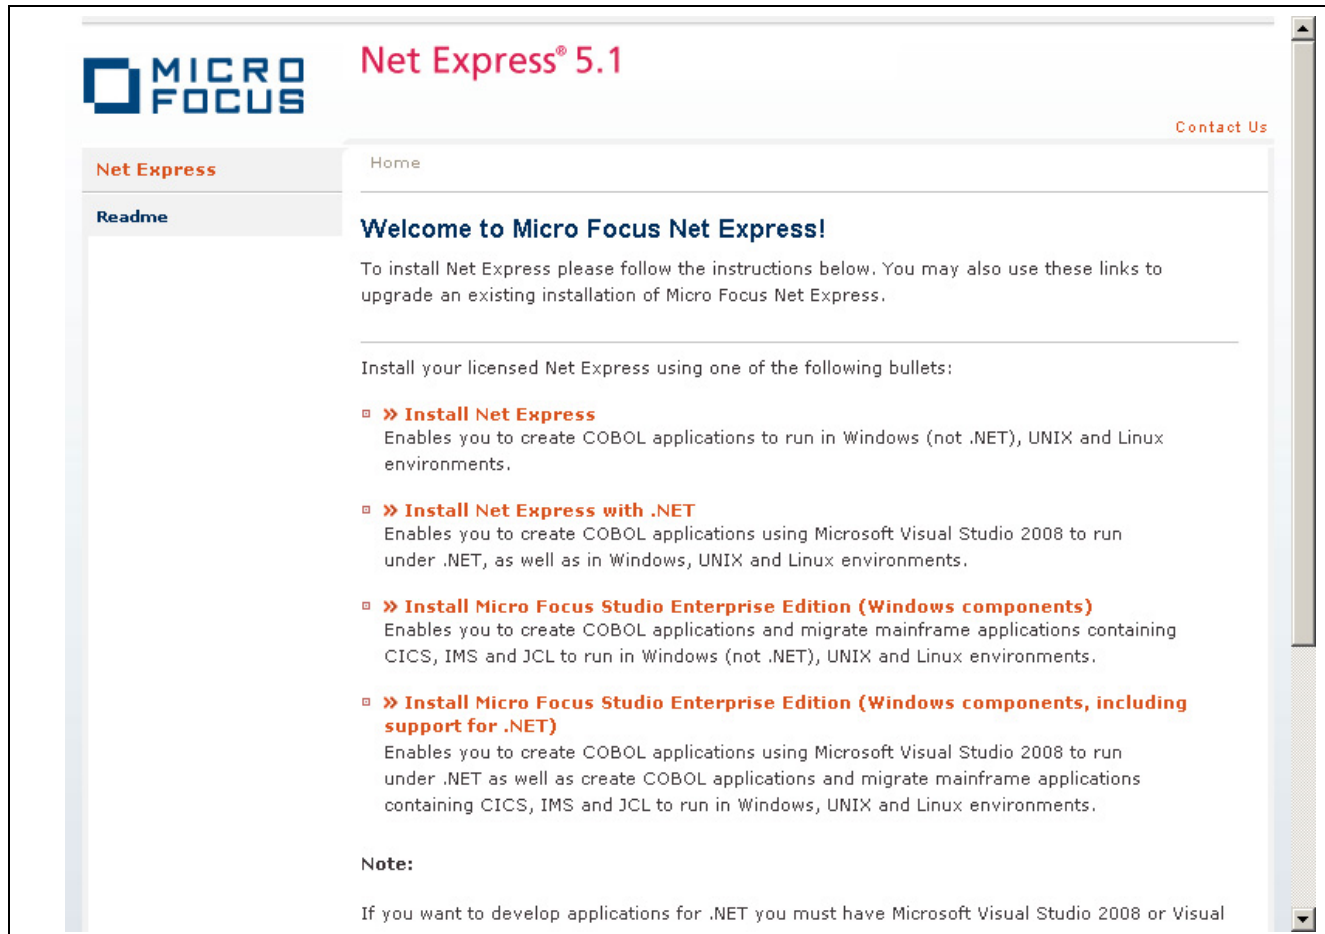 MICRO
FOCUS
Net Express® 5.1
Contact Us
Net Express
Readme
Home
Welcome to Micro Focus Net Express!
To install Net Express please follow the instructions below. You may also use these links to
upgrade an existing installation of Micro Focus Net Express.
Install your licensed Net Express using one of the following bullets:
» Install Net Express
Enables you to create COBOL applications to run in Windows (not .NET), UNIX and Linux
environments.
» Install Net Express with .NET
Enables you to create COBOL applications using Microsoft Visual Studio 2008 to run
under .NET, as well as in Windows, UNIX and Linux environments.
» Install Micro Focus Studio Enterprise Edition (Windows components)
Enables you to create COBOL applications and migrate mainframe applications containing
CICS, IMS and JCL to run in Windows (not .NET), UNIX and Linux environments.
» Install Micro Focus Studio Enterprise Edition (Windows components, including
support for .NET)
Enables you to create COBOL applications using Microsoft Visual Studio 2008 to run
under .NET as well as create COBOL applications and migrate mainframe applications
containing CICS, IMS and JCL to run in Windows, UNIX and Linux environments.
Note:
If you want to develop applications for .NET you must have Microsoft Visual Studio 2008 or Visual